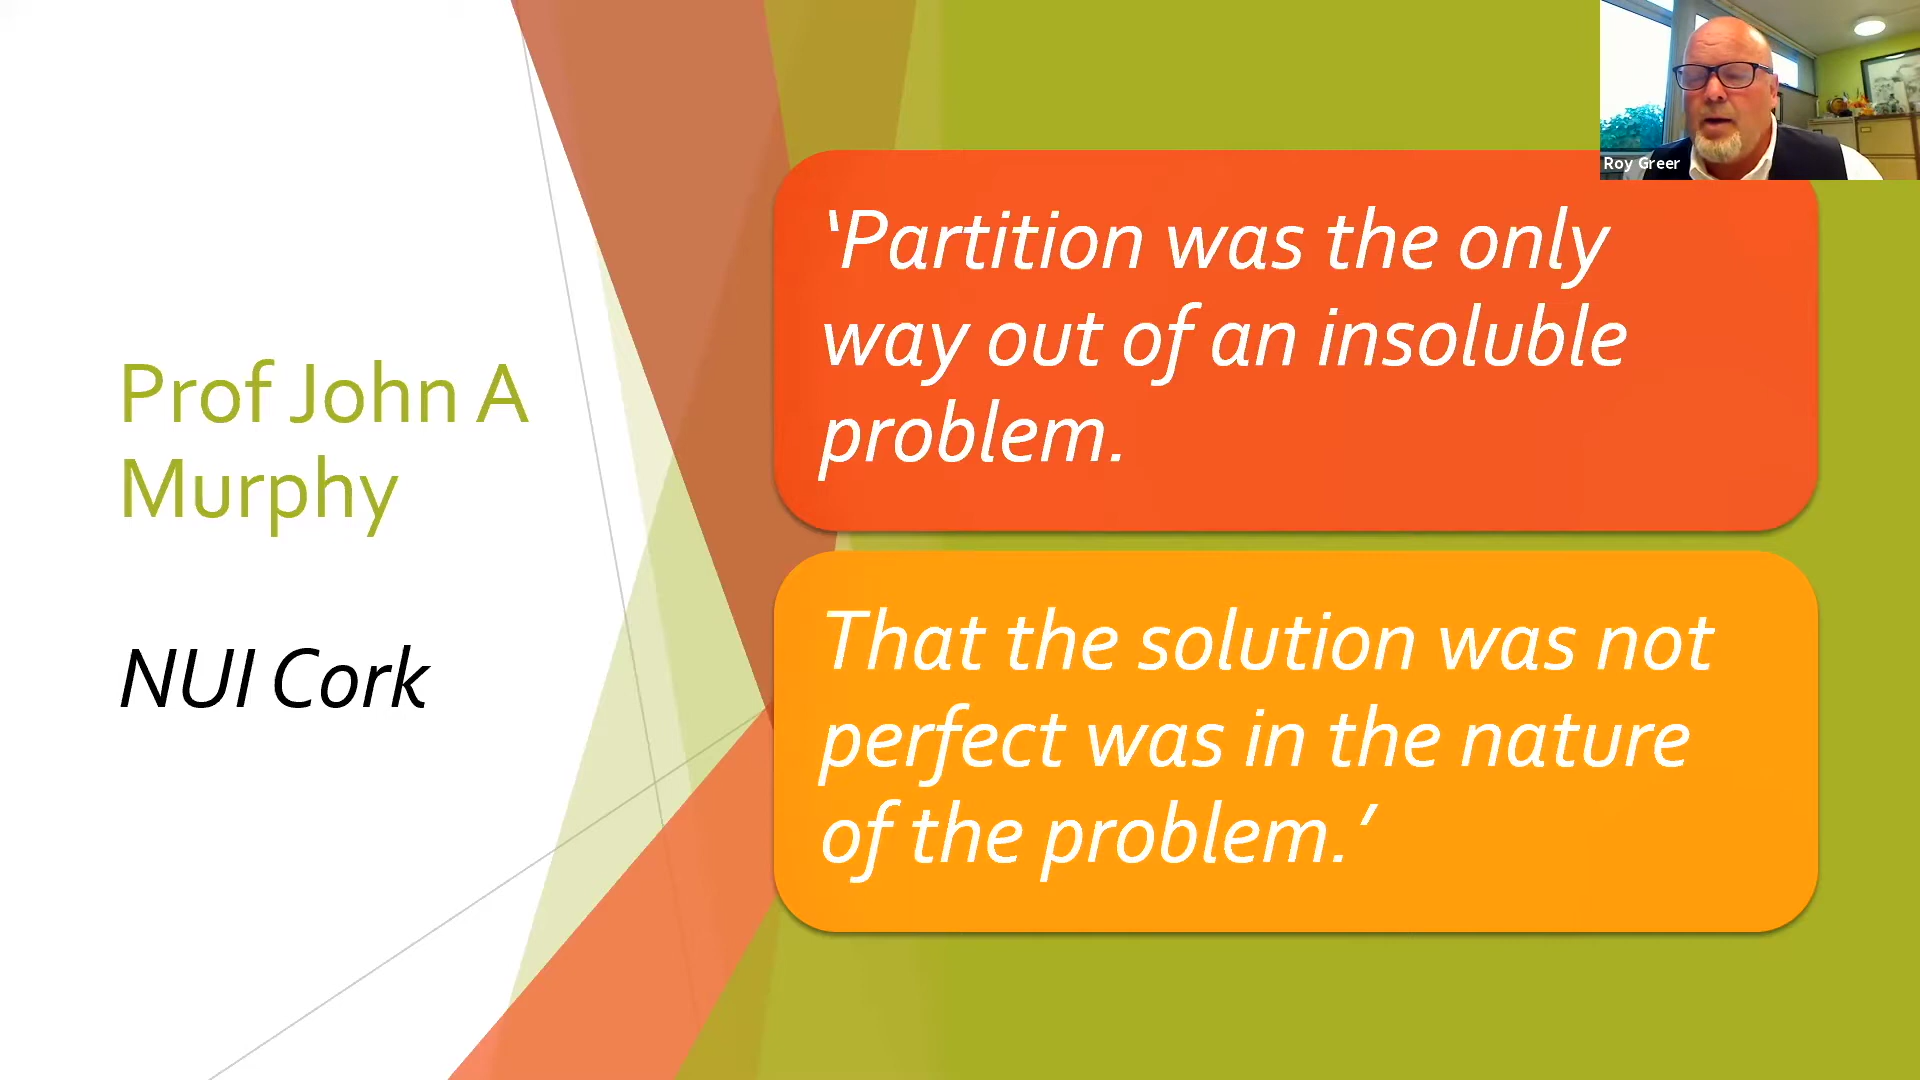 Prof John A
Murphy
NUI Cork
‘Partition was the only
way out of an insoluble
problem.
That the solution was not
perfect was in the nature
of the problem.’
Roy Greer